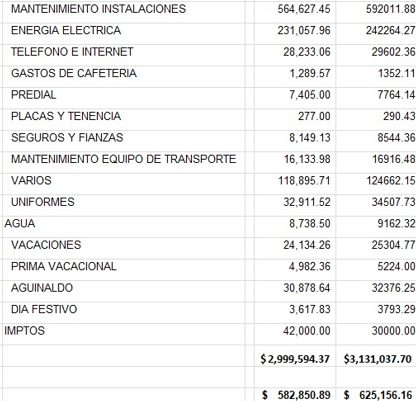 MANTENIMIENTO INSTALACIONES 564,627.45 592011.88
ENERGIA ELECTRICA 231,057.96 242264.27
TELEFONO E INTERNET 28,233.06 29602.36
GASTOS DE CAFETERIA 1,289.57 1352.11
PREDIAL 7,405.00 7764.14
PLACAS Y TENENCIA 277.00 290.43
SEGUROS Y FIANZAS 8,149.13 8544.36
MANTENIMIENTO EQUIPO DE TRANSPORTE 16,133.98 16916.48
VARIOS 118,895.71 124662.15
UNIFORMES 32,911.52 34507.73
AGUA 8,738.50 9162.32
VACACIONES 24,134.26 25304.77
PRIMA VACACIONAL 4,982.36 5224.00
AGUINALDO 30,878.64 32376.25
DIA FESTIVO 3,617.83 3793.29
IMPTOS 42,000.00 30000.00
$2,999,594.37 $3,131,037.70
$ 582,850.89 $ 625,156.16